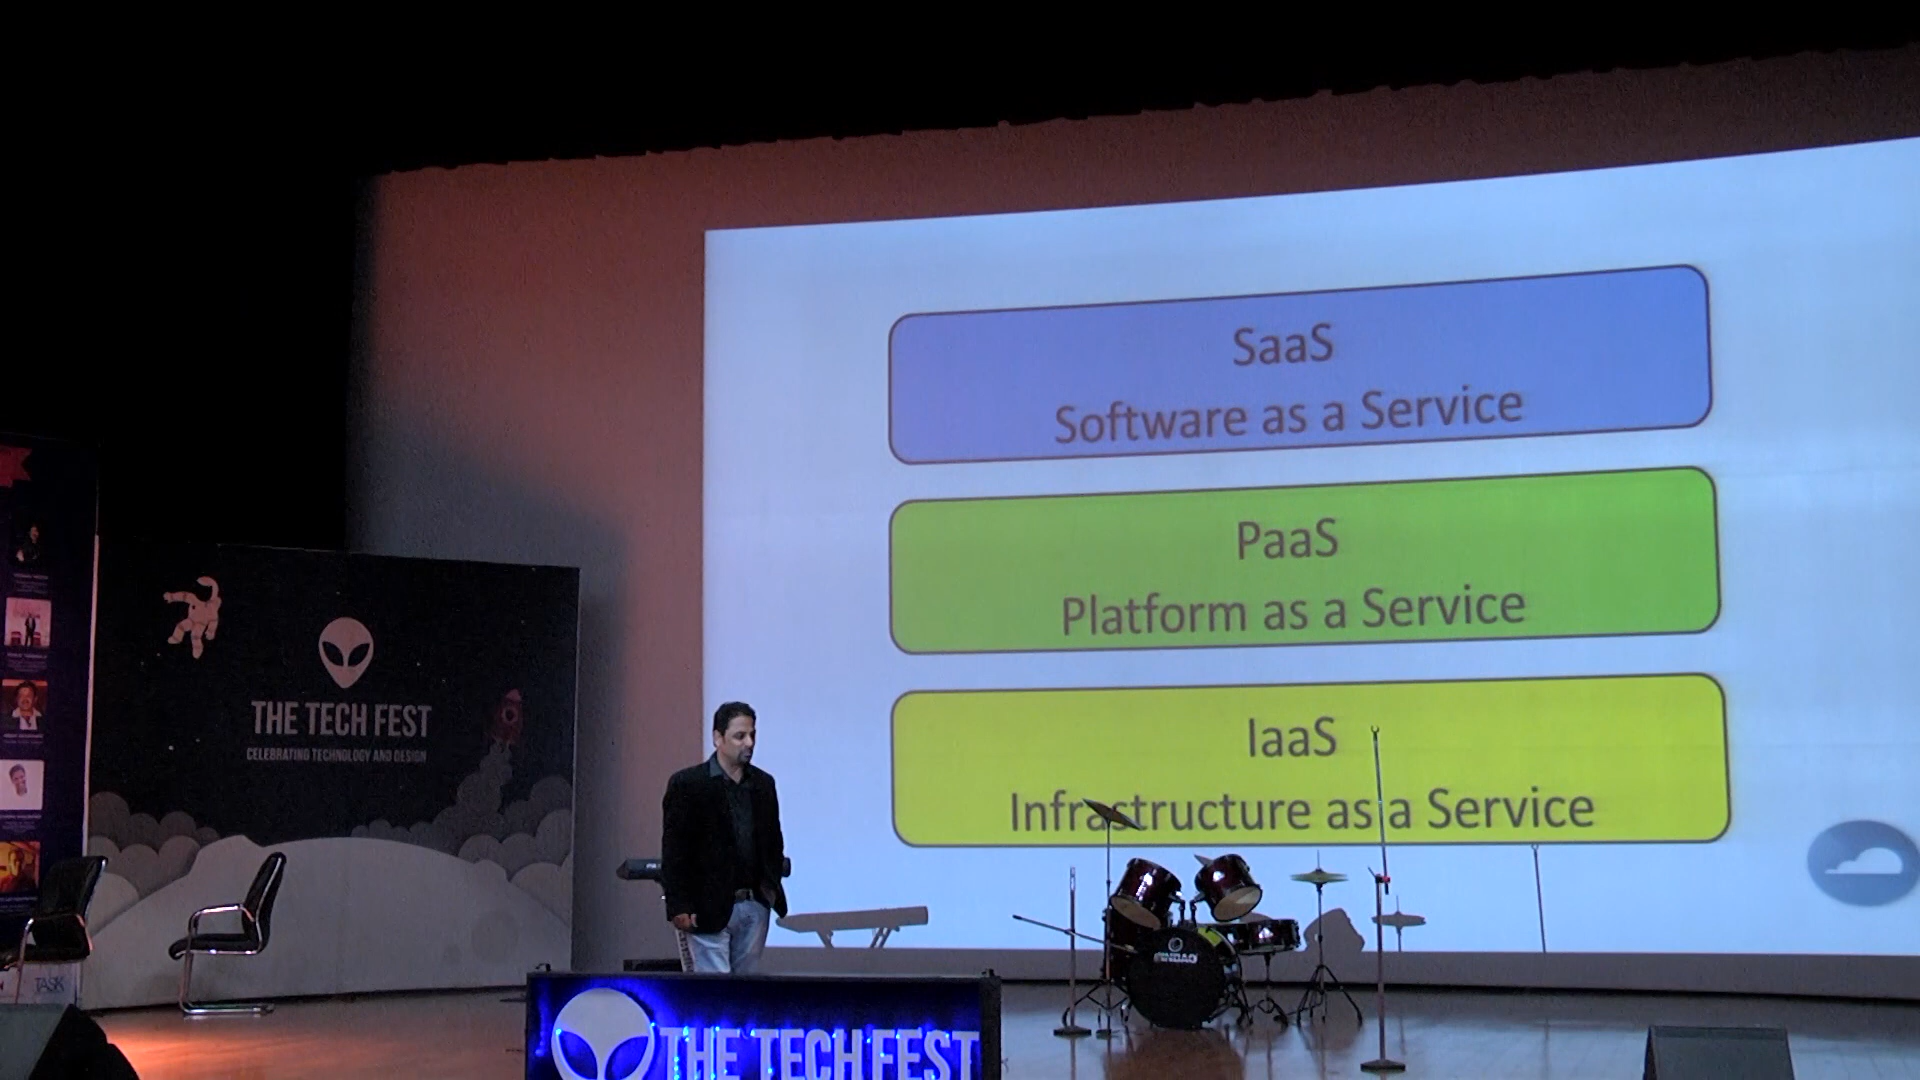 SaaS
Software as a Service
PaaS
Platform as a Service
IaaS
Infrastructure as a Service
THE TECH FEST
CELEBRATING TECHNOLOGY AND DESIGN
TASK
THE TECH FEST